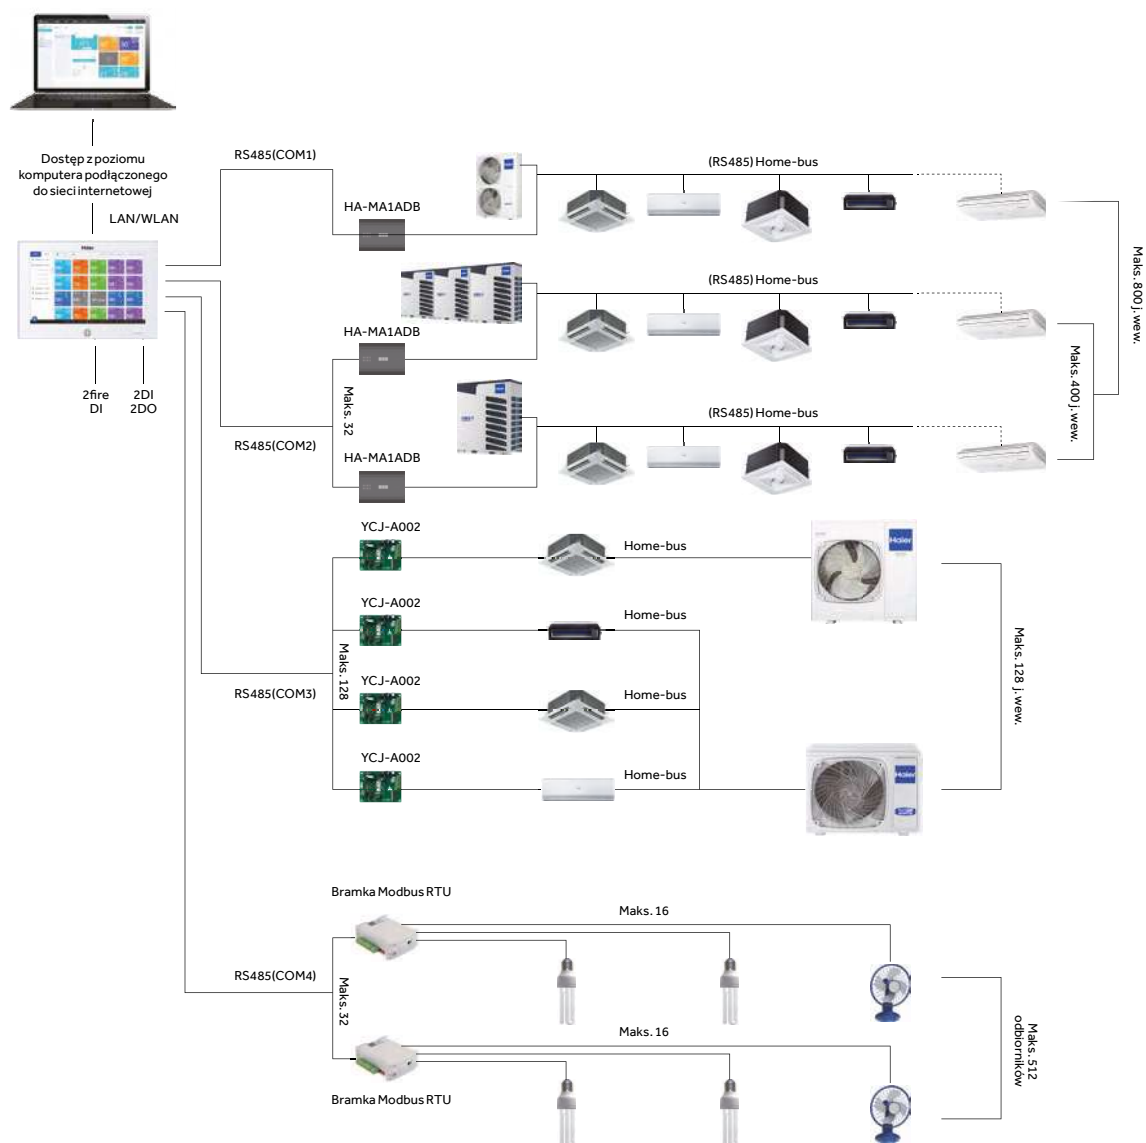 Dostęp z poziomu
komputera podłączonego
do sieci internetowej
LAN/WLAN
Haier
2fire
DI
2DI
2DO
RS485(COM1)
HA-MA1ADB
(RS485) Home-bus
HA-MA1ADB
(RS485) Home-bus
Maks. 32
RS485(COM2)
HA-MA1ADB
(RS485) Home-bus
Maks. 400 j. wew.
Maks. 800 j. wew.
YCJ-A002
Home-bus
Haier
YCJ-A002
Home-bus
Maks. 128
RS485(COM3)
YCJ-A002
Home-bus
YCJ-A002
Home-bus
Haier
Maks. 128 j. wew.
Bramka Modbus RTU
Maks. 16
RS485(COM4)
Maks. 32
Maks. 16
Bramka Modbus RTU
Maks. 512
odbiorników